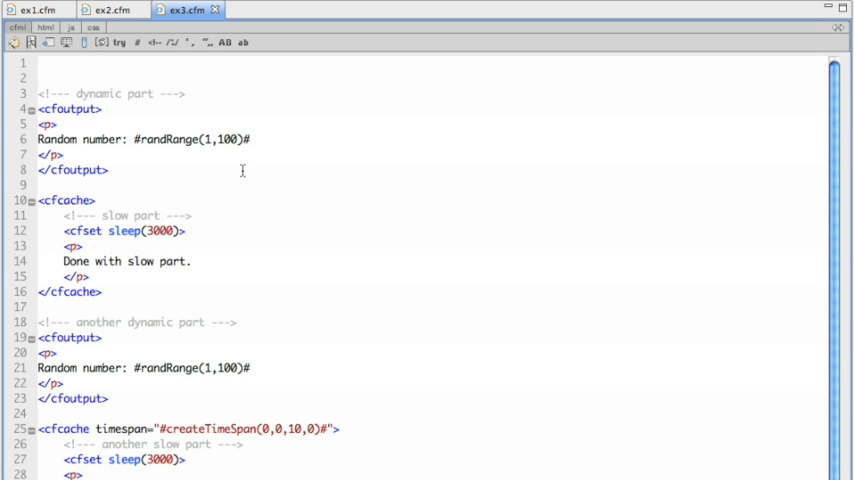 ex1.cfm ex2.cfm ex3.cfm
cfml html js css
try # <!-- /*/ ' , " ,, AB ab
1
2
3 <!--- dynamic part --->
4 <cfoutput>
5 <p>
6 Random number: #randRange(1,100)#
7 </p>
8 </cfoutput>
9
10 <cfcache>
11 <!--- slow part --->
12 <cfset sleep(3000)>
13 <p>
14 Done with slow part.
15 </p>
16 </cfcache>
17
18 <!--- another dynamic part --->
19 <cfoutput>
20 <p>
21 Random number: #randRange(1,100)#
22 </p>
23 </cfoutput>
24
25 <cfcache timespan="#createTimeSpan(0,0,10,0)#">
26 <!--- another slow part --->
27 <cfset sleep(3000)>
28 <p>